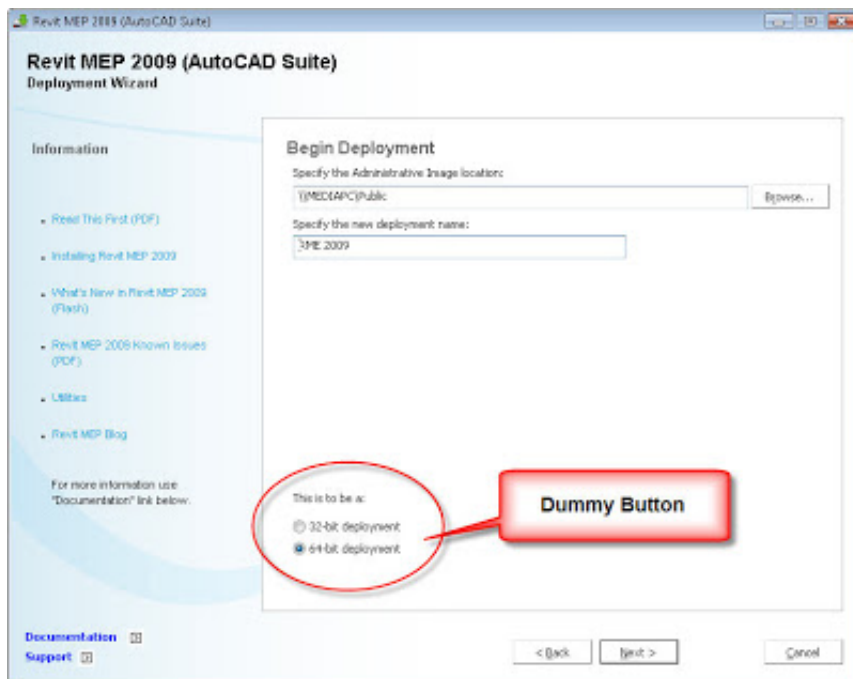 Revit MEP 2009 (AutoCAD Suite)
Revit MEP 2009 (AutoCAD Suite)
Deployment Wizard
Information
Read This First (PDF)
Installing Revit MEP 2009
What's New in Revit MEP 2009
(Flash)
Revit MEP 2009 Known Issues
(PDF)
Utilities
Revit MEP Blog
For more information use
"Documentation" link below.
Begin Deployment
Specify the Administrative Image location:
\\MEDIAPC\Public
Browse...
Specify the new deployment name:
RME 2009
This is to be a:
32-bit deployment
64-bit deployment
Dummy Button
Documentation
Support
< Back
Next >
Cancel